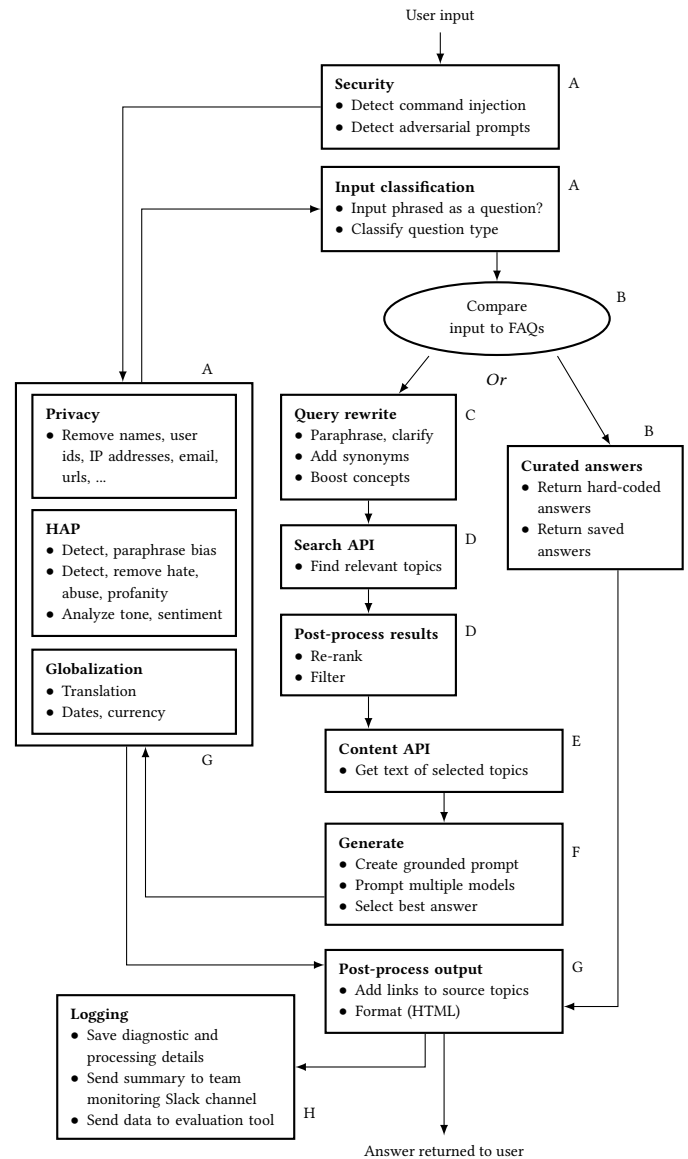 User input
Security
A
● Detect command injection
● Detect adversarial prompts
Input classification
A
● Input phrased as a question?
● Classify question type
Compare
input to FAQs
B
Or
A
Privacy
● Remove names, user
ids, IP addresses, email,
urls, ...
HAP
● Detect, paraphrase bias
● Detect, remove hate,
abuse, profanity
● Analyze tone, sentiment
Globalization
● Translation
● Dates, currency
G
Query rewrite
C
● Paraphrase, clarify
● Add synonyms
● Boost concepts
B
Curated answers
● Return hard-coded
answers
● Return saved
answers
Search API
D
● Find relevant topics
Post-process results
D
● Re-rank
● Filter
Content API
E
● Get text of selected topics
Generate
F
● Create grounded prompt
● Prompt multiple models
● Select best answer
Post-process output
G
● Add links to source topics
● Format (HTML)
Logging
● Save diagnostic and
processing details
● Send summary to team
monitoring Slack channel
● Send data to evaluation tool
H
Answer returned to user